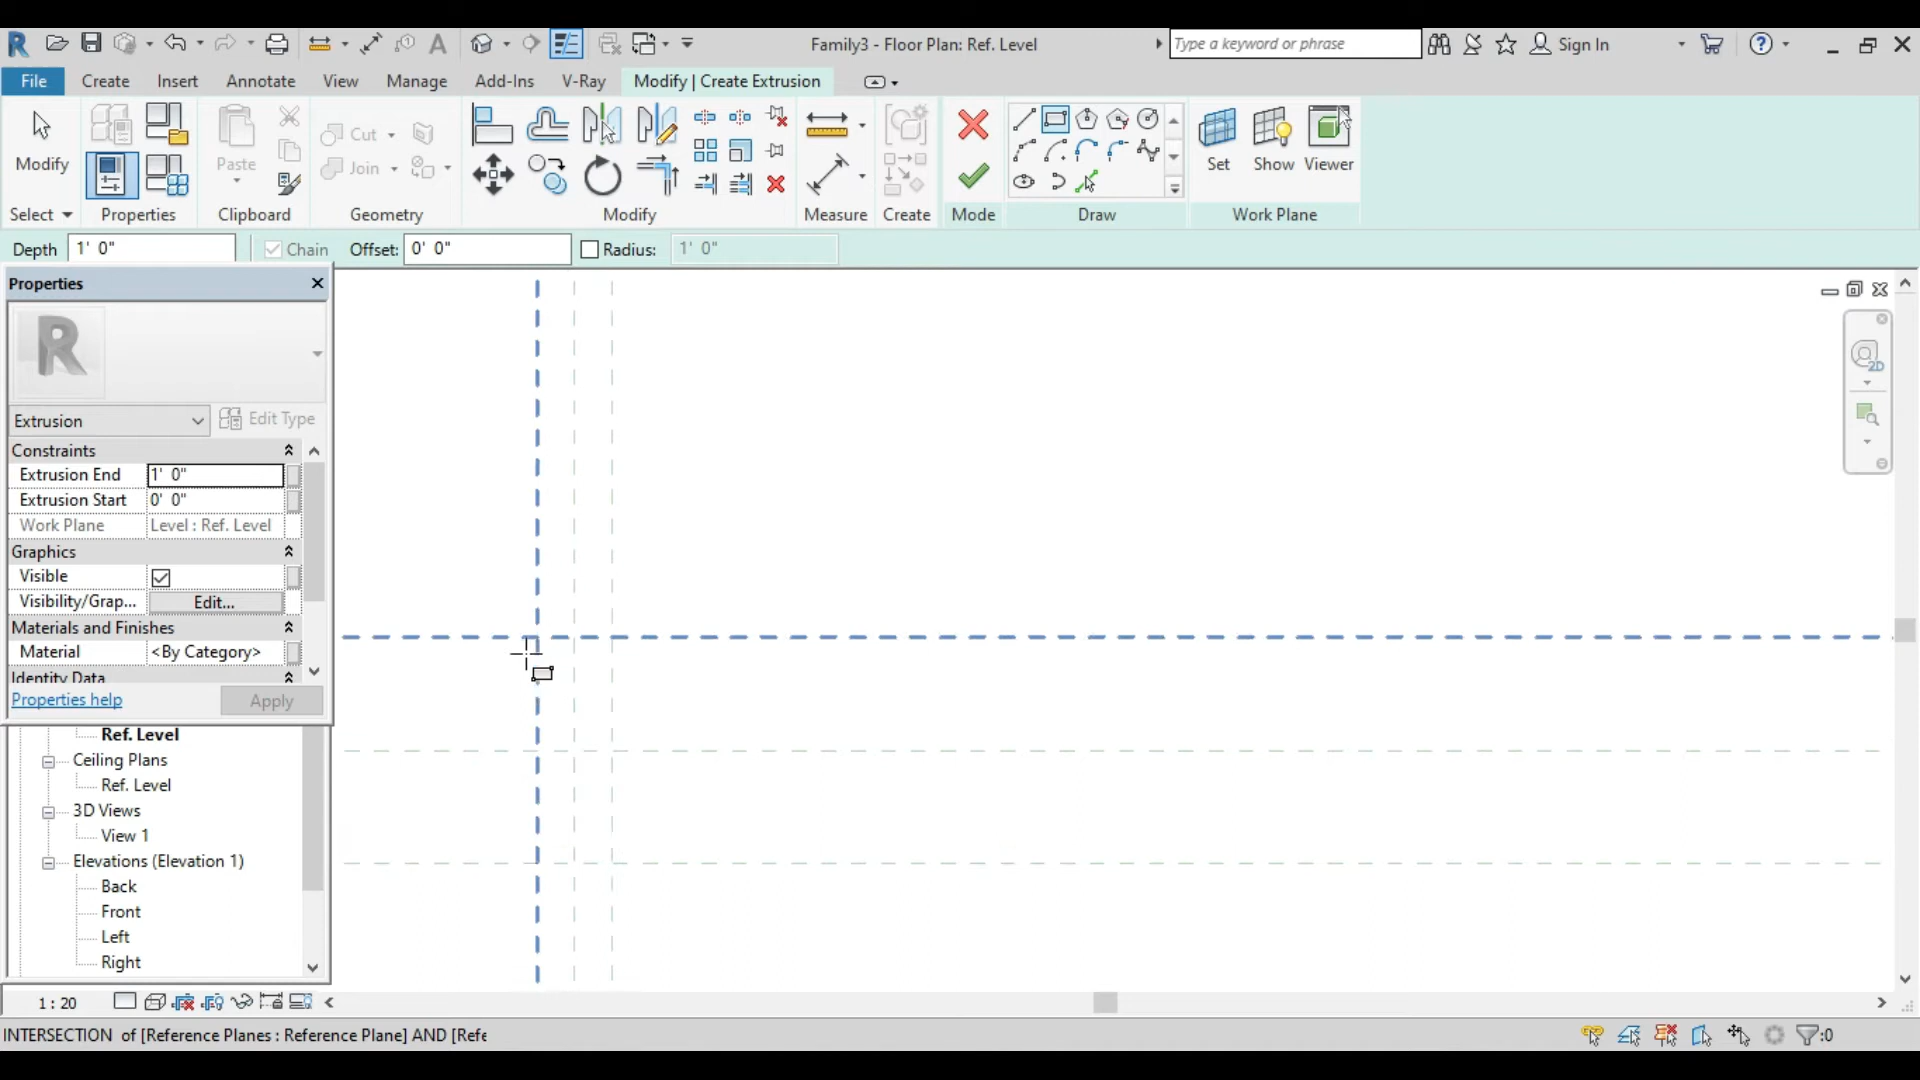 Family3 - Floor Plan: Ref. Level
Type a keyword or phrase
Sign In
File
Create
Insert
Annotate
View
Manage
Add-Ins
V-Ray
Modify | Create Extrusion
Modify
Paste
Cut
Join
Set
Show
Viewer
Select
Properties
Clipboard
Geometry
Modify
Measure
Create
Mode
Draw
Work Plane
Depth 1' 0"
Chain
Offset: 0' 0"
Radius: 1' 0"
Properties
R
Extrusion
Edit Type
Constraints
Extrusion End 1' 0"
Extrusion Start 0' 0"
Work Plane Level : Ref. Level
Graphics
Visible
Visibility/Grap... Edit...
Materials and Finishes
Material <By Category>
Identity Data
Properties help
Apply
Ref. Level
Ceiling Plans
Ref. Level
3D Views
View 1
Elevations (Elevation 1)
Back
Front
Left
Right
2D
1 : 20
INTERSECTION of [Reference Planes : Reference Plane] AND [Refe
:0